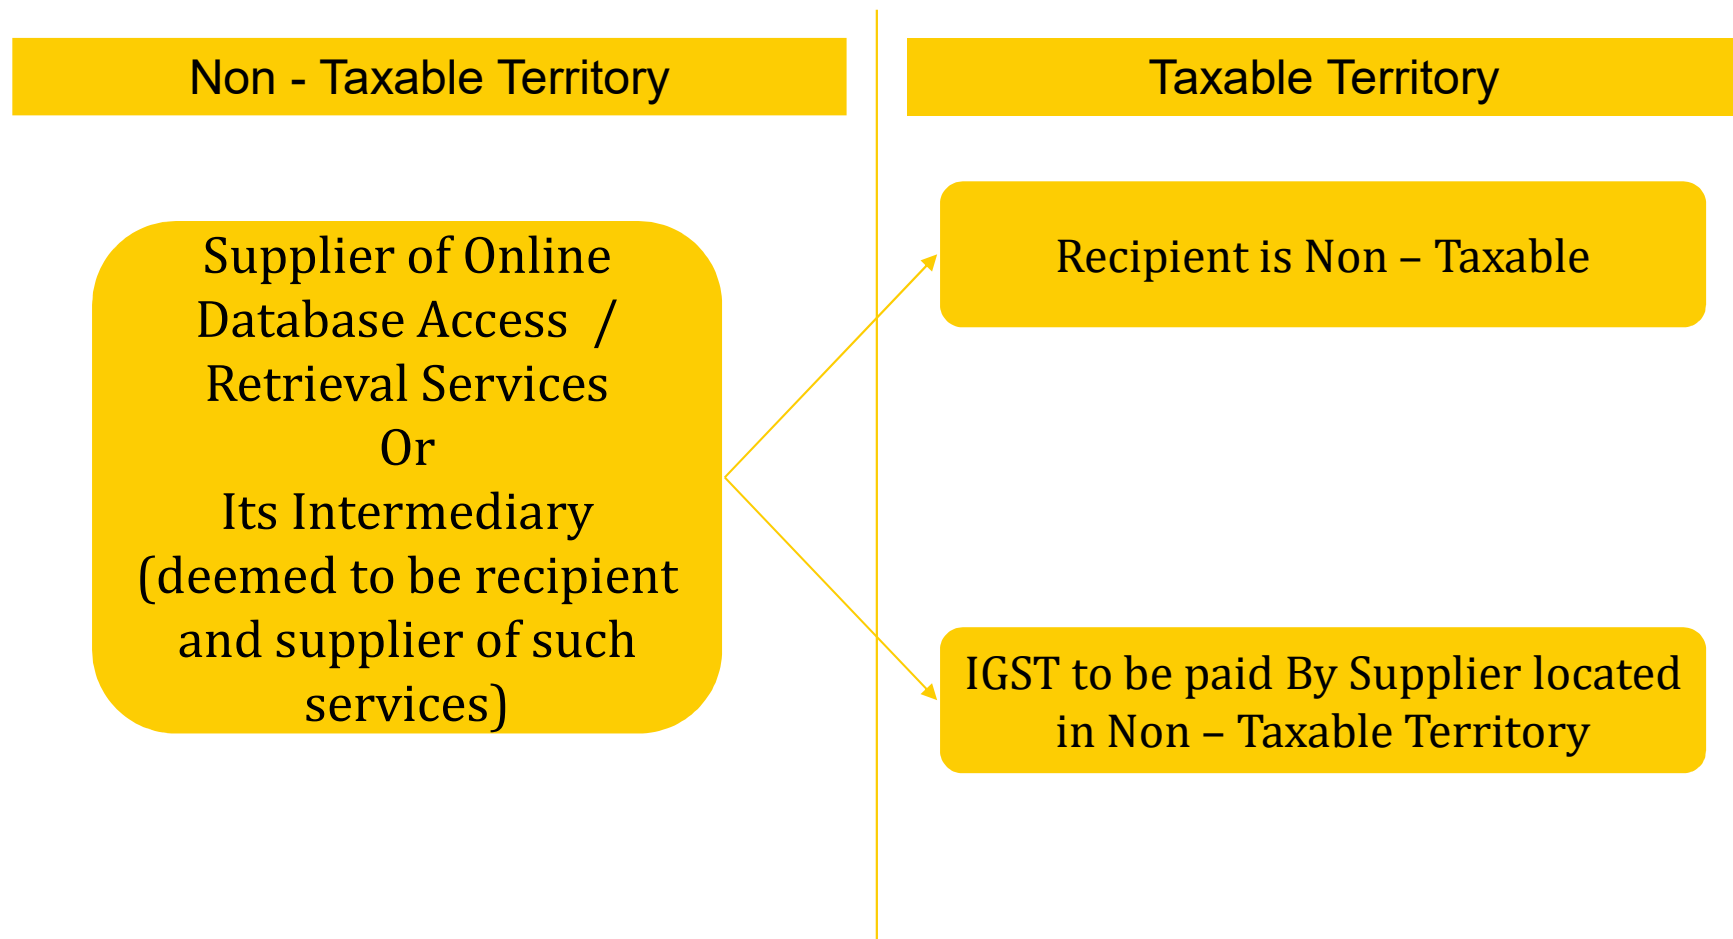 Non - Taxable Territory
Taxable Territory
Supplier of Online
Database Access /
Retrieval Services
Or
Its Intermediary
(deemed to be recipient
and supplier of such
services)
Recipient is Non – Taxable
IGST to be paid By Supplier located
in Non – Taxable Territory